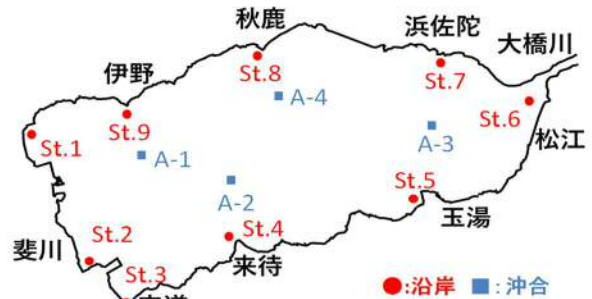 秋鹿
浜佐陀
大橋川
伊野
St.8
St.7
A-4
St.6
St.9
A-3
松江
St.1
A-1
A-2
St.5
玉湯
斐川
St.2
St.4
来待
St.3
●:沿岸 ■:沖合